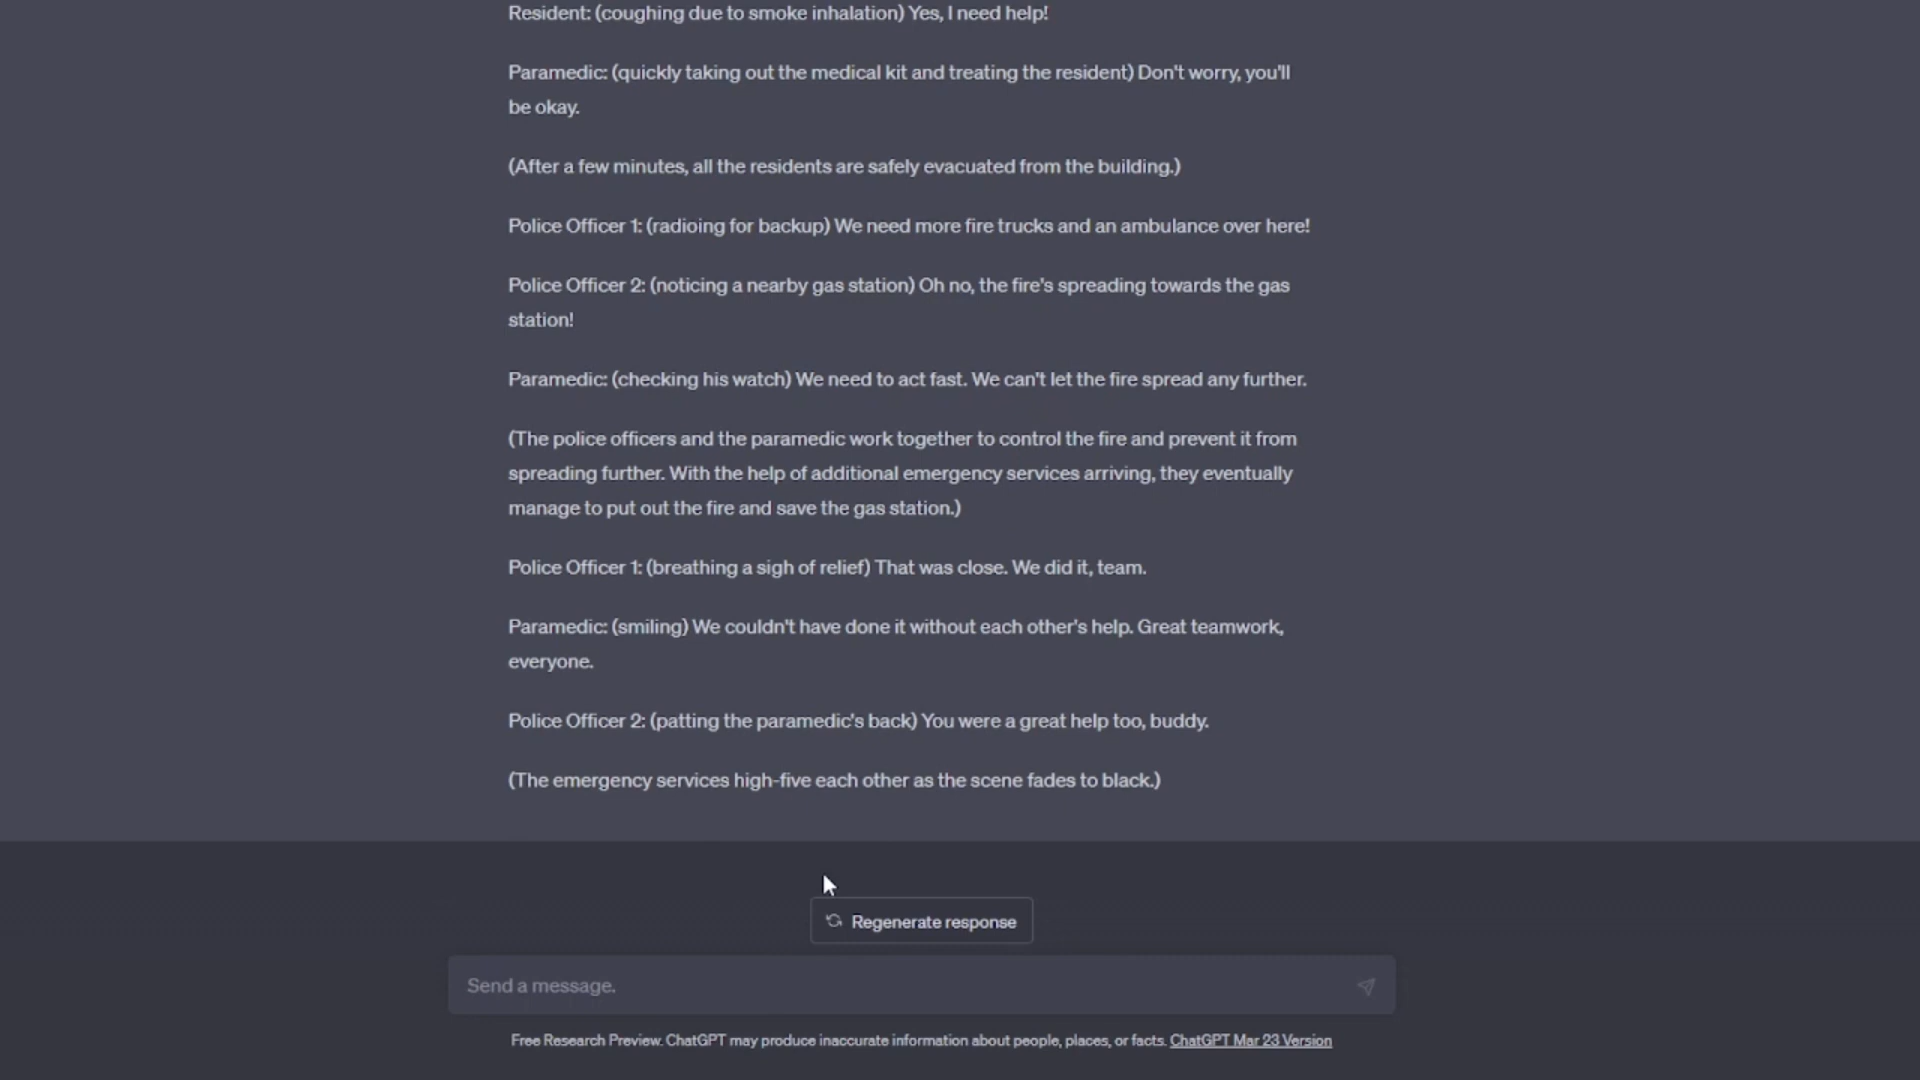 Resident: (coughing due to smoke inhalation) Yes, I need help!
Paramedic: (quickly taking out the medical kit and treating the resident) Don't worry, you'll
be okay.
(After a few minutes, all the residents are safely evacuated from the building.)
Police Officer 1: (radioing for backup) We need more fire trucks and an ambulance over here!
Police Officer 2: (noticing a nearby gas station) Oh no, the fire's spreading towards the gas
station!
Paramedic: (checking his watch) We need to act fast. We can't let the fire spread any further.
(The police officers and the paramedic work together to control the fire and prevent it from
spreading further. With the help of additional emergency services arriving, they eventually
manage to put out the fire and save the gas station.)
Police Officer 1: (breathing a sigh of relief) That was close. We did it, team.
Paramedic: (smiling) We couldn't have done it without each other's help. Great teamwork,
everyone.
Police Officer 2: (patting the paramedic's back) You were a great help too, buddy.
(The emergency services high-five each other as the scene fades to black.)
Regenerate response
Send a message.
Free Research Preview. ChatGPT may produce inaccurate information about people, places, or facts. ChatGPT Mar 23 Version